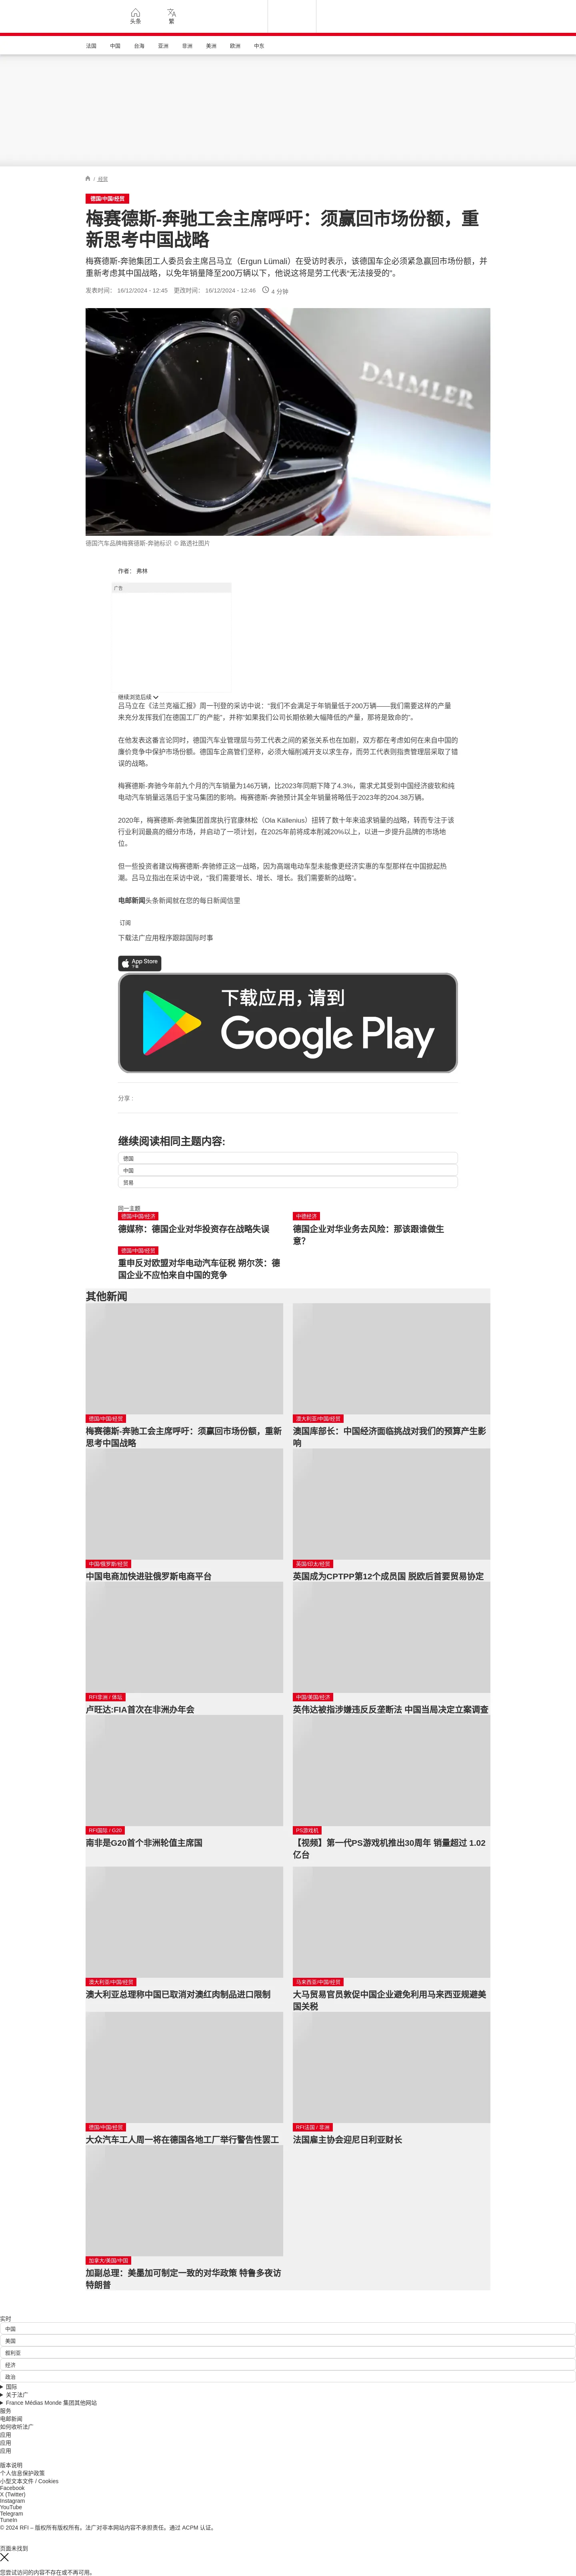 头条
繁
法国
中国
台海
亚洲
非洲
美洲
欧洲
中东
/ 经贸
德国/中国/经贸
梅赛德斯-奔驰工会主席呼吁：须赢回市场份额，重
新思考中国战略
梅赛德斯-奔驰集团工人委员会主席吕马立（Ergun Lümali）在受访时表示，该德国车企必须紧急赢回市场份额，并
重新考虑其中国战略，以免年销量降至200万辆以下，他说这将是劳工代表“无法接受的”。
发表时间： 16/12/2024 - 12:45 更改时间： 16/12/2024 - 12:46 4 分钟
DAIMLER
德国汽车品牌梅赛德斯-奔驰标识 © 路透社图片
作者： 弗林
广告
继续浏览后续
吕马立在《法兰克福汇报》周一刊登的采访中说：“我们不会满足于年销量低于200万辆——我们需要这样的产量
来充分发挥我们在德国工厂的产能”，并称“如果我们公司长期依赖大幅降低的产量，那将是致命的”。
在他发表这番言论同时，德国汽车业管理层与劳工代表之间的紧张关系也在加剧，双方都在考虑如何在来自中国的
廉价竞争中保护市场份额。德国车企高管们坚称，必须大幅削减开支以求生存，而劳工代表则指责管理层采取了错
误的战略。
梅赛德斯-奔驰今年前九个月的汽车销量为146万辆，比2023年同期下降了4.3%，需求尤其受到中国经济疲软和纯
电动汽车销量远落后于宝马集团的影响。梅赛德斯-奔驰预计其全年销量将略低于2023年的204.38万辆。
2020年，梅赛德斯-奔驰集团首席执行官康林松（Ola Källenius）扭转了数十年来追求销量的战略，转而专注于该
行业利润最高的细分市场，并启动了一项计划，在2025年前将成本削减20%以上，以进一步提升品牌的市场地
位。
但一些投资者建议梅赛德斯-奔驰修正这一战略，因为高端电动车型未能像更经济实惠的车型那样在中国掀起热
潮。吕马立指出在采访中说，“我们需要增长、增长、增长。我们需要新的战略”。
电邮新闻头条新闻就在您的每日新闻信里
订阅
下载法广应用程序跟踪国际时事
App Store
下载
下载应用，请到
Google Play
分享 :
继续阅读相同主题内容:
德国
中国
贸易
同一主题
德国/中国/经济
德媒称：德国企业对华投资存在战略失误
中德经济
德国企业对华业务去风险：那该跟谁做生
意？
德国/中国/经贸
重申反对欧盟对华电动汽车征税 朔尔茨：德
国企业不应怕来自中国的竞争
其他新闻
德国/中国/经贸
梅赛德斯-奔驰工会主席呼吁：须赢回市场份额，重新
思考中国战略
澳大利亚/中国/经贸
澳国库部长：中国经济面临挑战对我们的预算产生影
响
中国/俄罗斯/经贸
中国电商加快进驻俄罗斯电商平台
英国/印太/经贸
英国成为CPTPP第12个成员国 脱欧后首要贸易协定
RFI非洲 / 体坛
卢旺达:FIA首次在非洲办年会
中国/美国/经济
英伟达被指涉嫌违反反垄断法 中国当局决定立案调查
RFI国际 / G20
南非是G20首个非洲轮值主席国
PS游戏机
【视频】第一代PS游戏机推出30周年 销量超过 1.02
亿台
澳大利亚/中国/经贸
澳大利亚总理称中国已取消对澳红肉制品进口限制
马来西亚/中国/经贸
大马贸易官员敦促中国企业避免利用马来西亚规避美
国关税
德国/中国/经贸
大众汽车工人周一将在德国各地工厂举行警告性罢工
RFI法国 / 非洲
法国雇主协会迎尼日利亚财长
加拿大/美国/中国
加副总理：美墨加可制定一致的对华政策 特鲁多夜访
特朗普
实时
中国
美国
叙利亚
经济
政治
国际
关于法广
France Médias Monde 集团其他网站
服务
电邮新闻
如何收听法广
应用
应用
应用
版本说明
个人信息保护政策
小型文本文件 / Cookies
Facebook
X (Twitter)
Instagram
YouTube
Telegram
TuneIn
© 2024 RFI – 版权所有版权所有。法广对非本网站内容不承担责任。通过 ACPM 认证。
页面未找到
您尝试访问的内容不存在或不再可用。